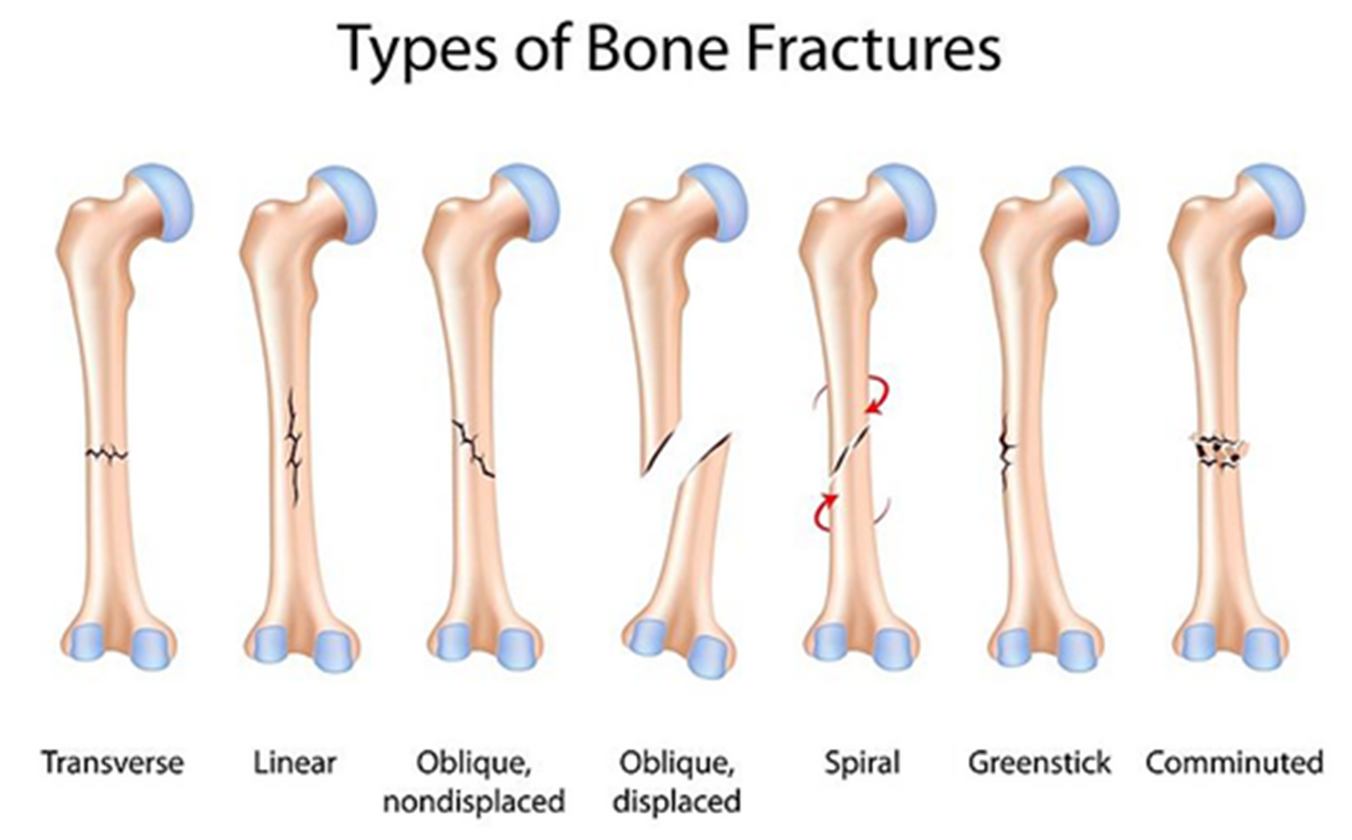 Types of Bone Fractures
Transverse
Linear
Oblique,
nondisplaced
Oblique,
displaced
Spiral
Greenstick
Comminuted